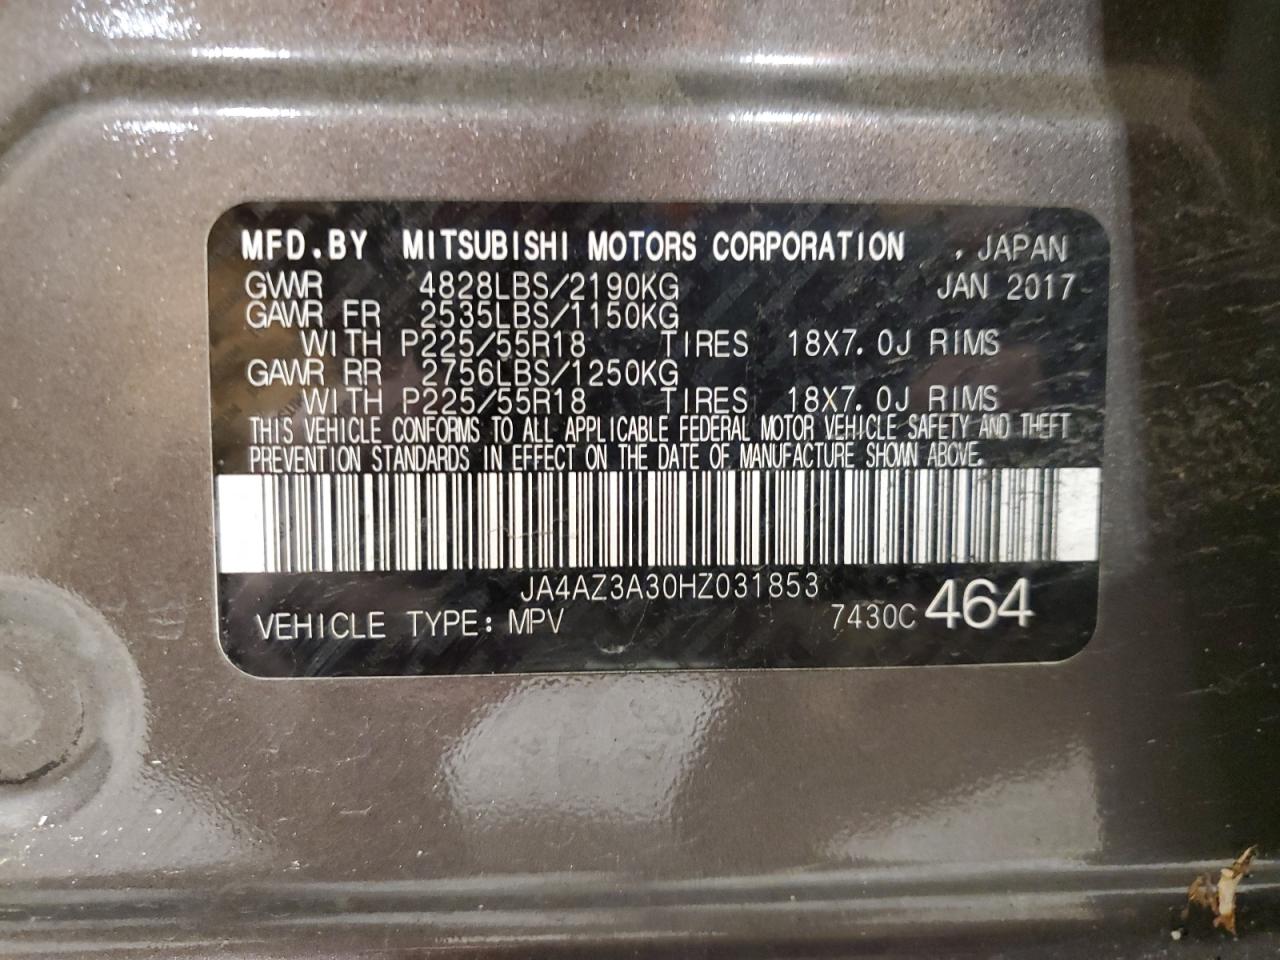 MFD.BY MITSUBISHI MOTORS CORPORATION , JAPAN
GVWR 4828LBS/2190KG JAN 2017
GAWR FR 2535LBS/1150KG
WITH P225/55R18 TIRES 18X7.0J RIMS
GAWR RR 2756LBS/1250KG
WITH P225/55R18 TIRES 18X7.0J RIMS
THIS VEHICLE CONFORMS TO ALL APPLICABLE FEDERAL MOTOR VEHICLE SAFETY AND THEFT
PREVENTION STANDARDS IN EFFECT ON THE DATE OF MANUFACTURE SHOWN ABOVE.
JA4AZ3A30HZ031853
VEHICLE TYPE: MPV 7430C 464